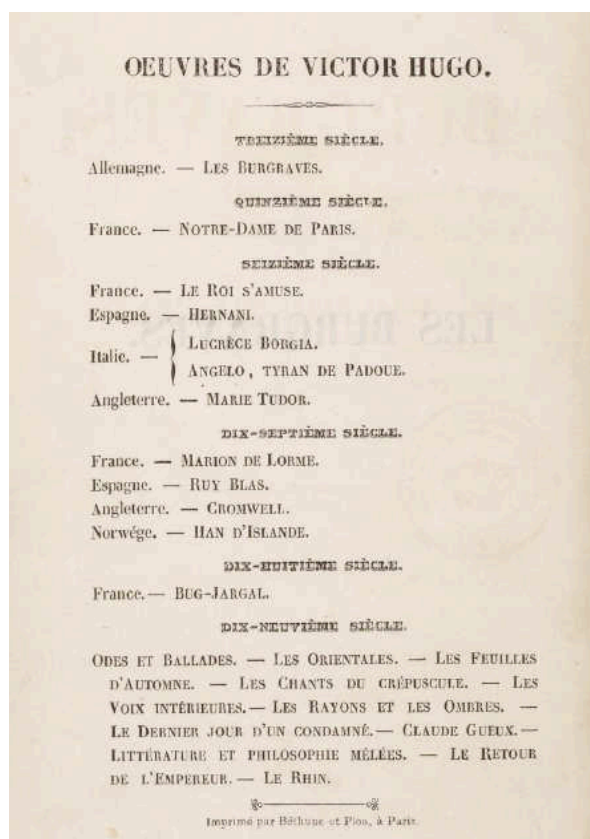 OEUVRES DE VICTOR HUGO.
TREIZIÈME SIÈCLE.
Allemagne. — LES BURGRAVES.
QUINZIÈME SIÈCLE.
France. — NOTRE-DAME DE PARIS.
SEIZIÈME SIÈCLE.
France. — LE ROI S'AMUSE.
Espagne. — HERNANI.
Italie. — { LUCRÈCE BORGIA.
ANGELO, TYRAN DE PADOUE.
Angleterre. — MARIE TUDOR.
DIX-SEPTIÈME SIÈCLE.
France. — MARION DE LORME.
Espagne. — RUY BLAS.
Angleterre. — CROMWELL.
Norwége. — HAN D'ISLANDE.
DIX-HUITIÈME SIÈCLE.
France. — BUG-JARGAL.
DIX-NEUVIÈME SIÈCLE.
ODES ET BALLADES. — LES ORIENTALES. — LES FEUILLES
D'AUTOMNE. — LES CHANTS DU CRÉPUSCULE. — LES
VOIX INTÉRIEURES. — LES RAYONS ET LES OMBRES. —
LE DERNIER JOUR D'UN CONDAMNÉ. — CLAUDE GUEUX. —
LITTÉRATURE ET PHILOSOPHIE MÊLÉES. — LE RETOUR
DE L'EMPEREUR. — LE RHIN.
Imprimé par Béthune et Plon, à Paris.
LES BURGRAVES.